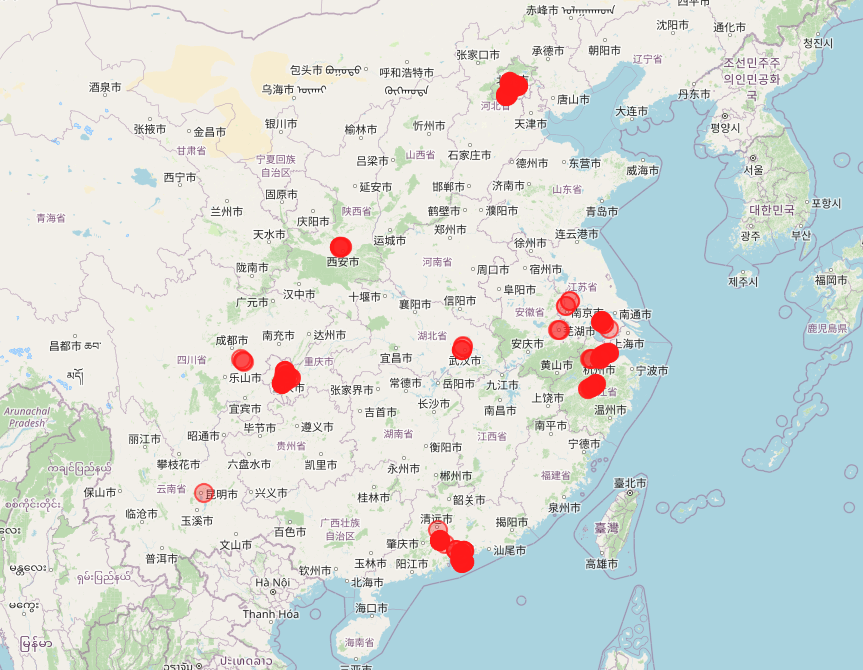 赤峰市 ᠤᠯᠠᠭᠠᠨᠬᠠᠳᠠ
四平市
沈阳市
通化市
청진시
张家口市
承德市
朝阳市
辽宁省
包头市
呼和浩特市
조선민주주
의인민공화
국
酒泉市
乌海市
河北省
唐山市
丹东市
大连市
天津市
평양시
张掖市
金昌市
银川市
榆林市
忻州市
甘肃省
宁夏回族
自治区
吕梁市
山西省
石家庄市
德州市
东营市
威海市
서울
西宁市
固原市
延安市
邯郸市
济南市
山东省
青海省
兰州市
庆阳市
陕西省
鹤壁市
濮阳市
青岛市
대한민국
포항시
天水市
运城市
郑州市
连云港市
광주
부산
徐州市
陇南市
西安市
河南省
周口市
宿州市
제주시
福岡市
汉中市
十堰市
阜阳市
江苏省
广元市
襄阳市
信阳市
安徽省
南京市
南通市
鹿児島県
成都市
南充市
达州市
湖北省
芜湖市
上海市
昌都市
四川省
重庆市
宜昌市
武汉市
安庆市
黄山市
杭州市
宁波市
乐山市
张家界市
常德市
岳阳市
九江市
Arunachal
Pradesh
宜宾市
吉首市
长沙市
南昌市
上饶市
温州市
丽江市
昭通市
毕节市
遵义市
贵州省
湖南省
江西省
南平市
宁德市
攀枝花市
六盘水市
凯里市
衡阳市
永州市
郴州市
福建省
臺北市
保山市
云南省
昆明市
兴义市
桂林市
韶关市
泉州市
临沧市
玉溪市
百色市
广西壮族
自治区
清远市
揭阳市
臺灣
文山市
肇庆市
汕尾市
普洱市
玉林市
阳江市
高雄市
钦州市
北海市
Hà Nội
Thanh Hóa
海口市
海南省
三亚市